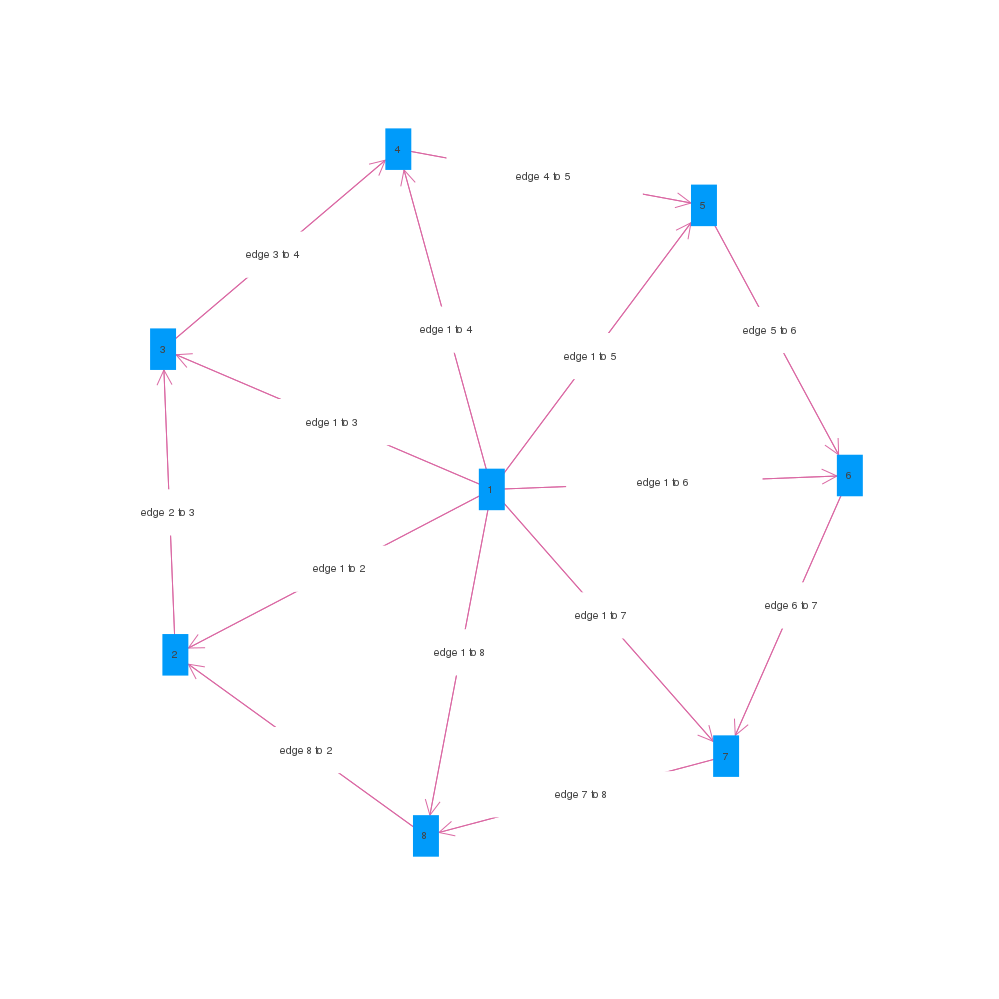 4
edge 4 to 5
5
edge 3 to 4
edge 1 to 4
edge 5 to 6
3
edge 1 to 5
edge 1 to 3
6
edge 1 to 6
1
edge 2 to 3
edge 1 to 2
edge 6 to 7
edge 1 to 7
2
edge 1 to 8
edge 8 to 2
7
edge 7 to 8
8